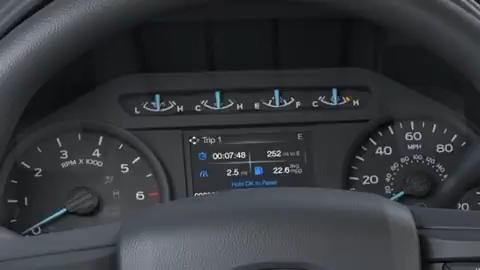 L H C H E F C H
Trip 1 E
00:07:48 252 mi to E
2.5 mi 22.6 avg mpg
Hold OK to Reset
0 1 2 3 4 5 6
RPM X 1000
MPH
20 40 60 80